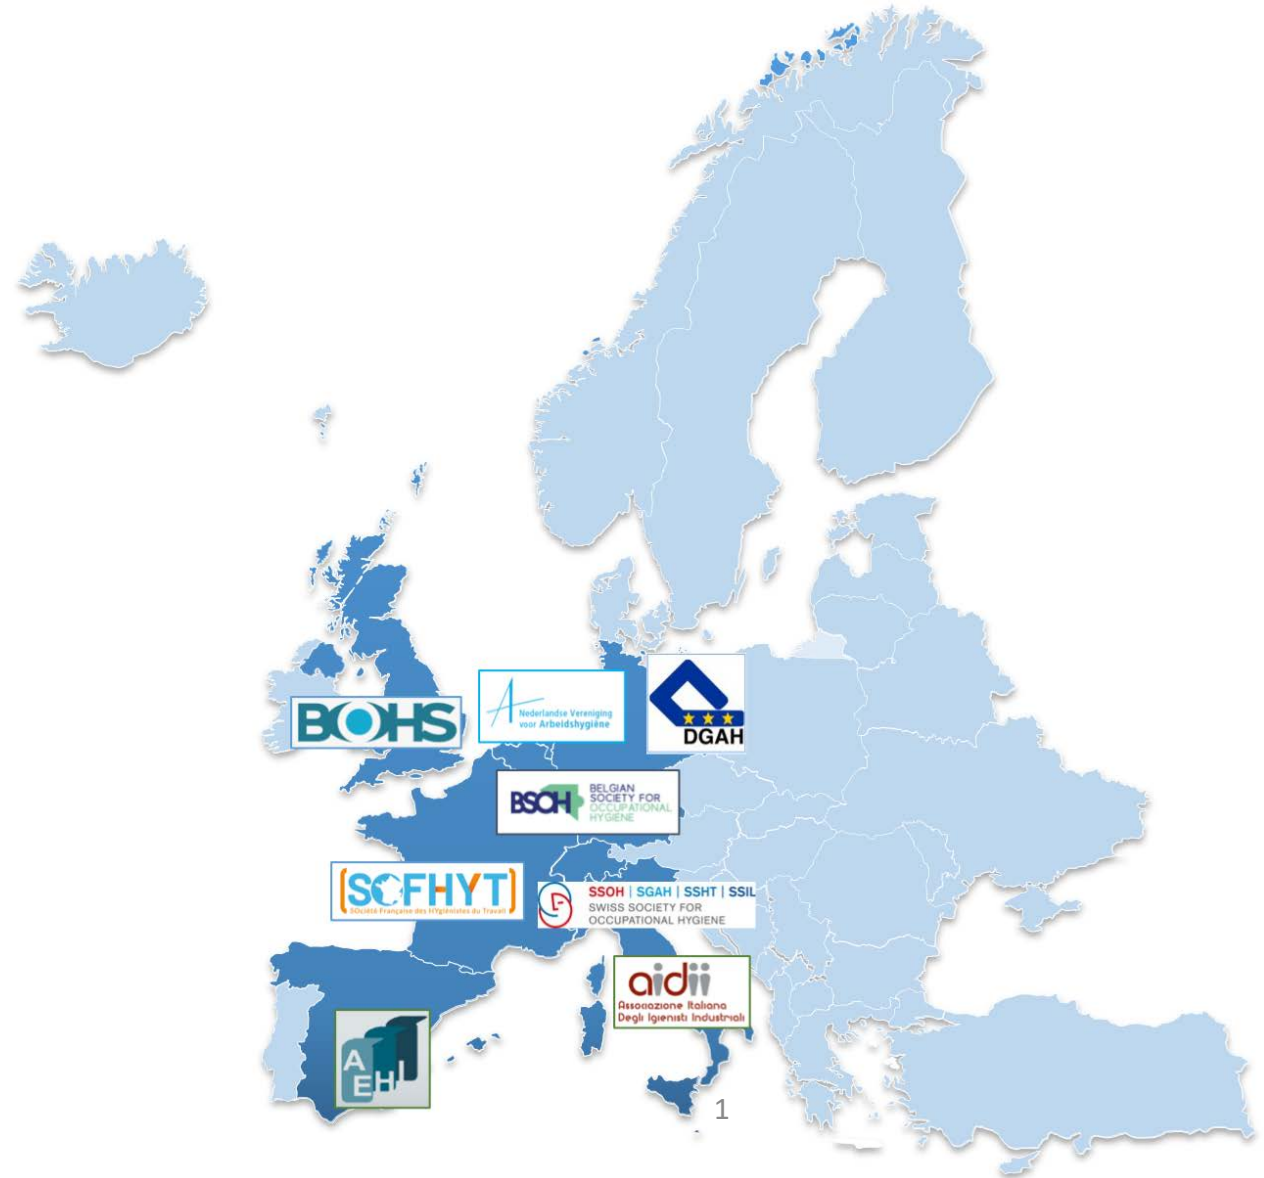 BOHS
Nederlandse Vereniging
voor Arbeidshygiëne
DGAH
BSOH
BELGIAN
SOCIETY FOR
OCCUPATIONAL
HYGIENE
[SOFHYT]
SOciété Française des HYgiénistes du Travail
SSOH | SGAH | SSHT | SSIL
SWISS SOCIETY FOR
OCCUPATIONAL HYGIENE
aidii
Associazione Italiana
Degli Igienisti Industriali
A
EHI
1